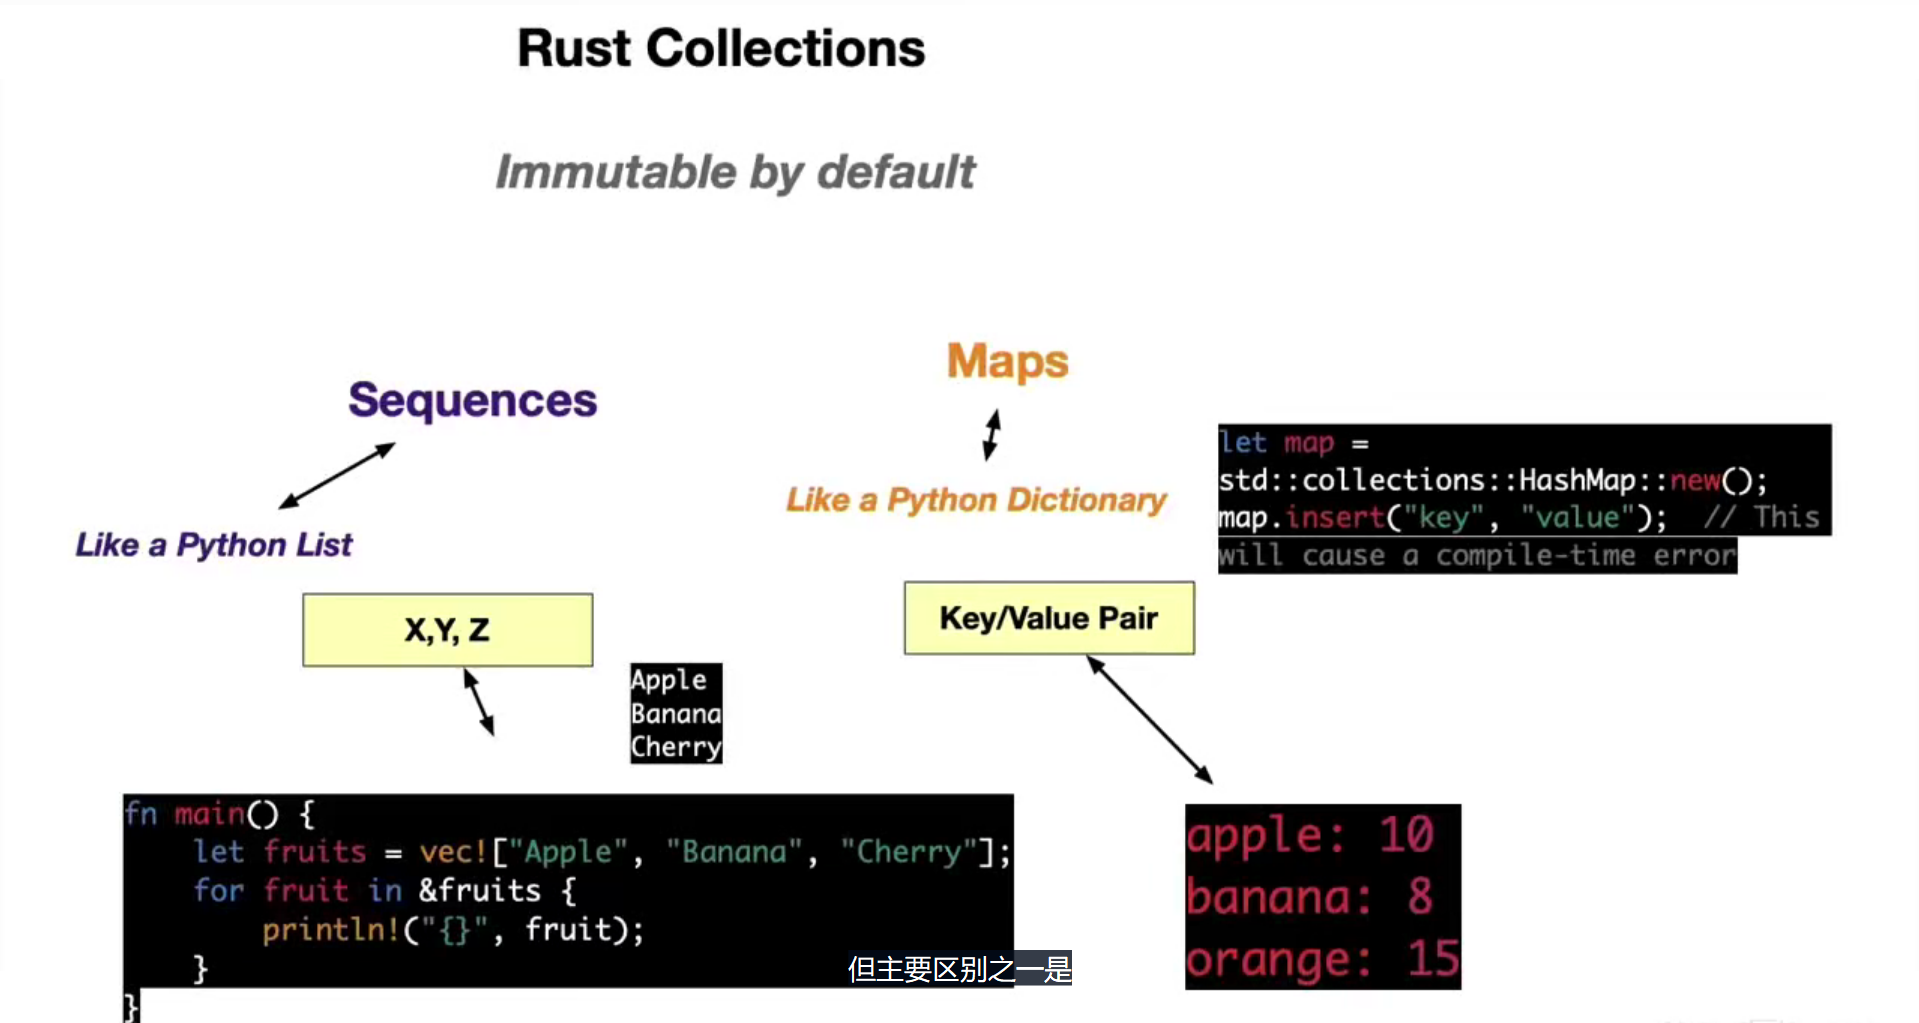 Rust Collections
Immutable by default
Sequences
Like a Python List
X,Y, Z
Apple
Banana
Cherry
fn main() {
    let fruits = vec!["Apple", "Banana", "Cherry"];
    for fruit in &fruits {
        println!("{}", fruit);
    }
}
Maps
Like a Python Dictionary
let map =
std::collections::HashMap::new();
map.insert("key", "value");  // This
will cause a compile-time error
Key/Value Pair
apple: 10
banana: 8
orange: 15
但主要区别之一是